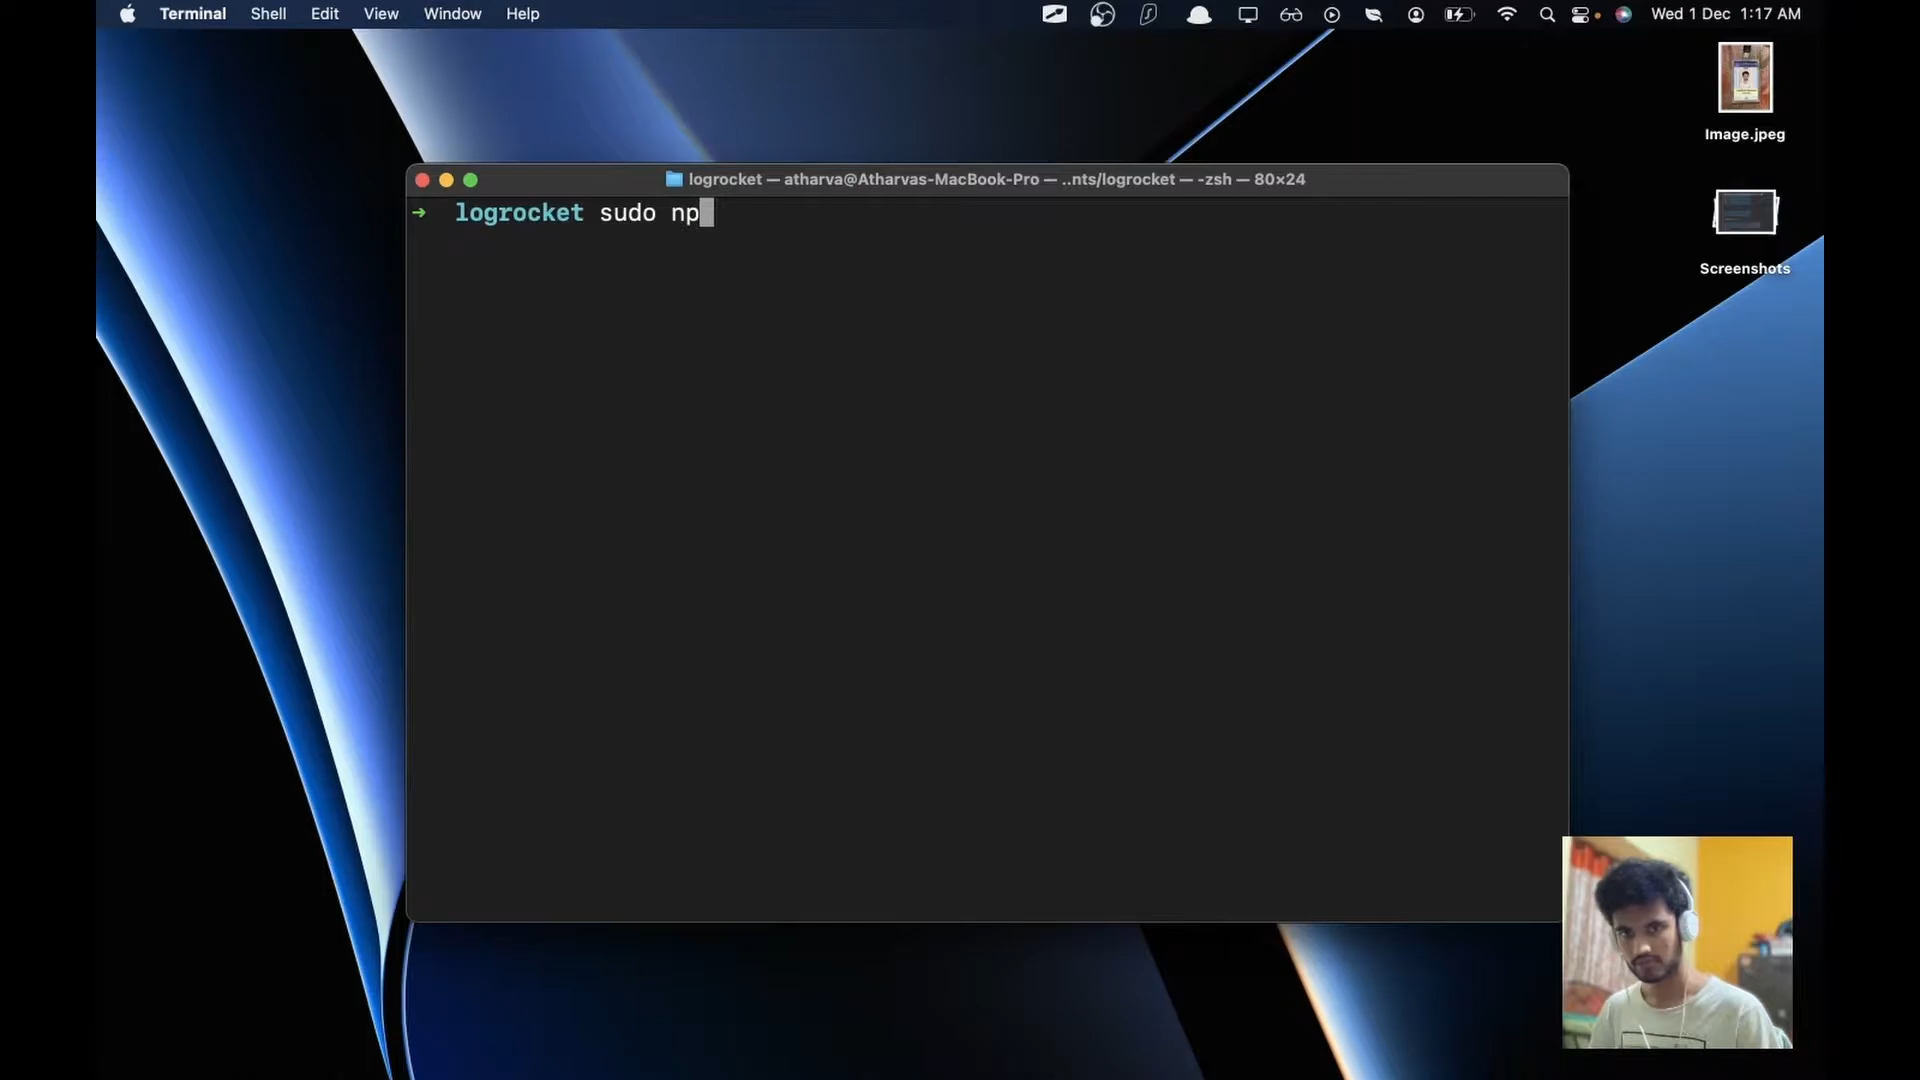 Terminal Shell Edit View Window Help Wed 1 Dec 1:17 AM
Image.jpeg
Screenshots
logrocket — atharva@Atharvas-MacBook-Pro — ..nts/logrocket — -zsh — 80×24
➜ logrocket sudo np